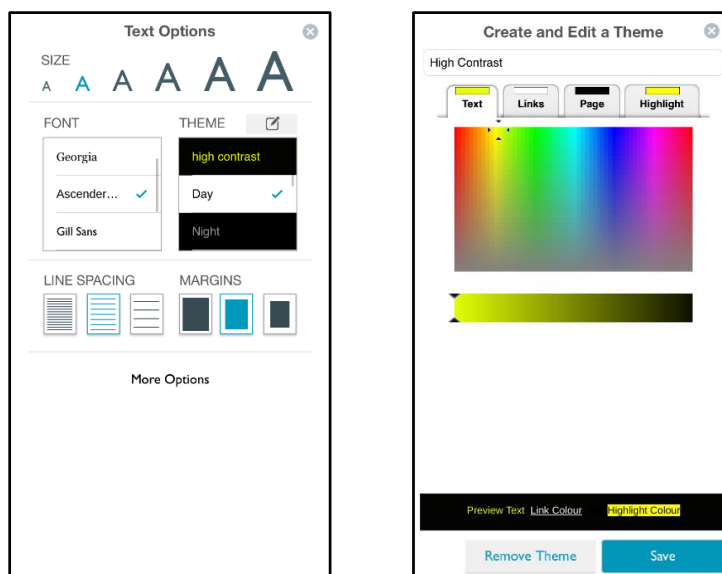 Text Options
SIZE
A A A A A A
FONT
Georgia
Ascender...
Gill Sans
THEME
high contrast
Day
Night
LINE SPACING
MARGINS
More Options
Create and Edit a Theme
High Contrast
Text Links Page Highlight
Preview Text Link Colour Highlight Colour
Remove Theme Save